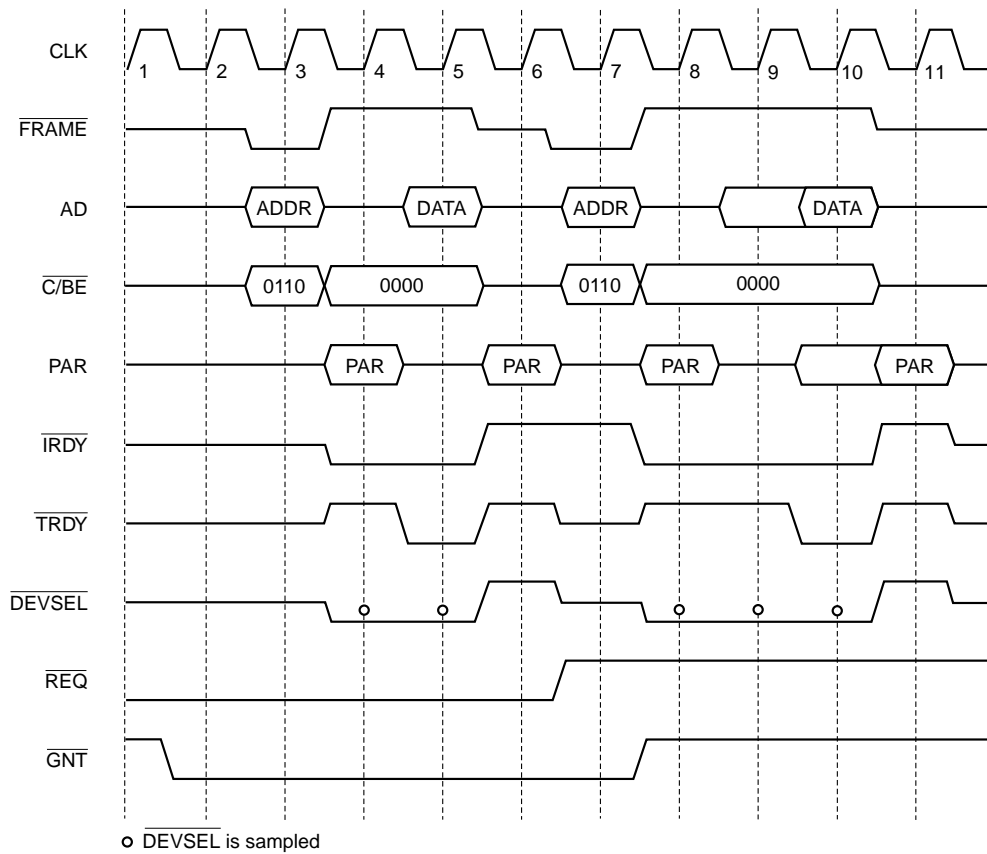 CLK
1 2 3 4 5 6 7 8 9 10 11
FRAME
AD ADDR DATA ADDR DATA
C/BE 0110 0000 0110 0000
PAR PAR PAR PAR PAR
IRDY
TRDY
DEVSEL
REQ
GNT
DEVSEL is sampled